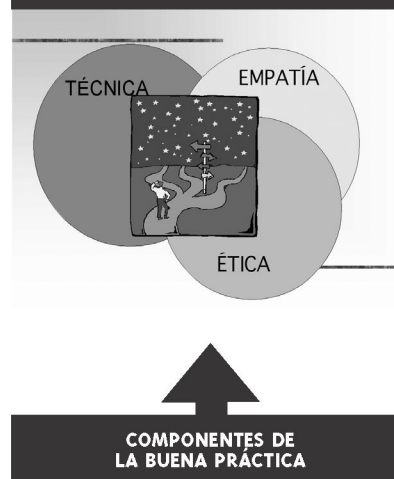 TÉCNICA
EMPATÍA
ÉTICA
COMPONENTES DE
LA BUENA PRÁCTICA